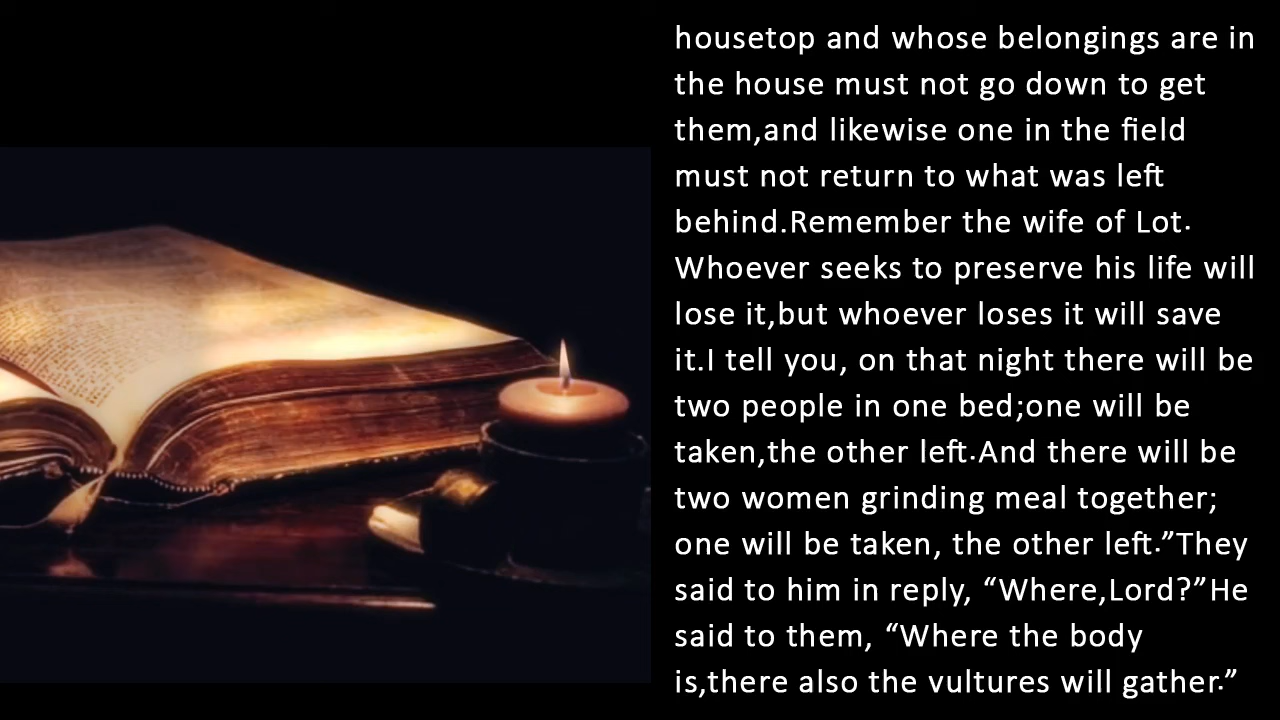 housetop and whose belongings are in
the house must not go down to get
them,and likewise one in the field
must not return to what was left
behind.Remember the wife of Lot.
Whoever seeks to preserve his life will
lose it,but whoever loses it will save
it.I tell you, on that night there will be
two people in one bed;one will be
taken,the other left.And there will be
two women grinding meal together;
one will be taken, the other left.”They
said to him in reply, “Where,Lord?”He
said to them, “Where the body
is,there also the vultures will gather.”